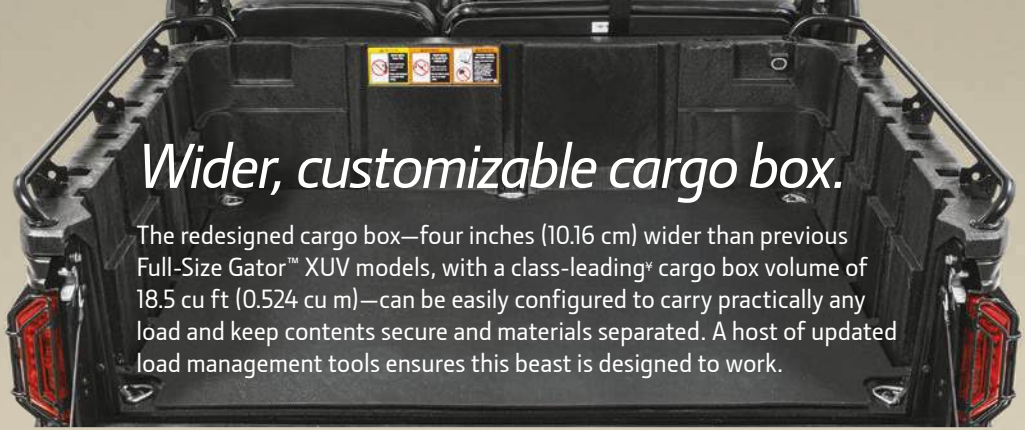 Wider, customizable cargo box.
The redesigned cargo box—four inches (10.16 cm) wider than previous
Full-Size Gator™ XUV models, with a class-leading¥ cargo box volume of
18.5 cu ft (0.524 cu m)—can be easily configured to carry practically any
load and keep contents secure and materials separated. A host of updated
load management tools ensures this beast is designed to work.